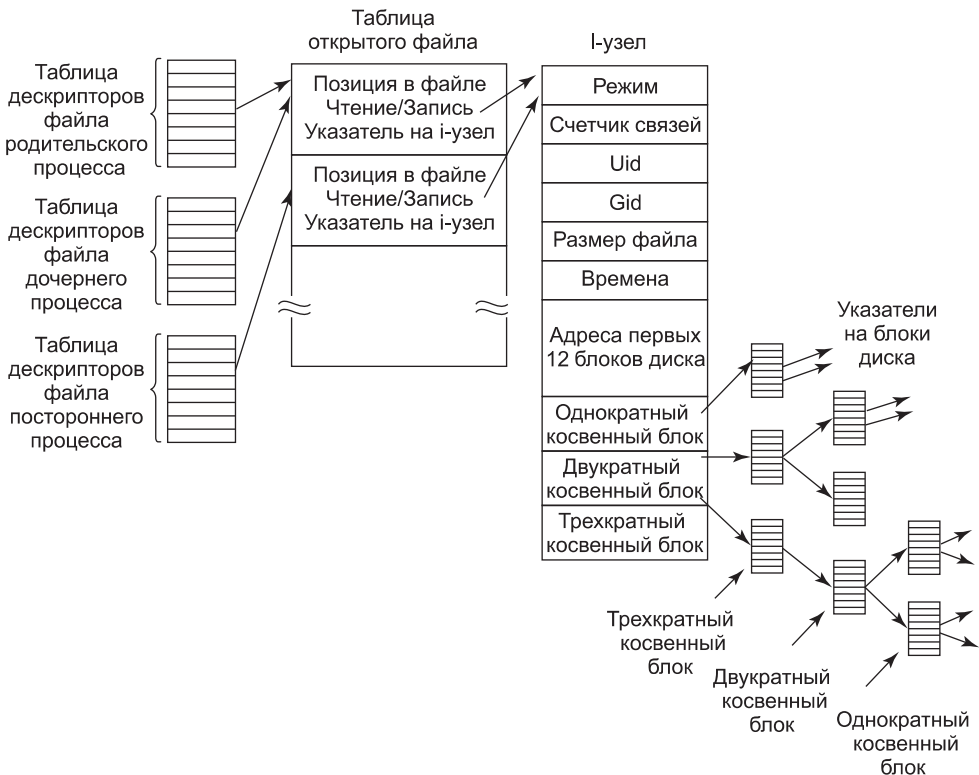 Таблица
открытого файла
I-узел
Таблица
дескрипторов
файла
родительского
процесса
Таблица
дескрипторов
файла
дочернего
процесса
Таблица
дескрипторов
файла
постороннего
процесса
Позиция в файле
Чтение/Запись
Указатель на i-узел
Позиция в файле
Чтение/Запись
Указатель на i-узел
Режим
Счетчик связей
Uid
Gid
Размер файла
Времена
Адреса первых
12 блоков диска
Однократный
косвенный блок
Двукратный
косвенный блок
Трехкратный
косвенный блок
Указатели
на блоки
диска
Трехкратный
косвенный
блок
Двукратный
косвенный
блок
Однократный
косвенный
блок